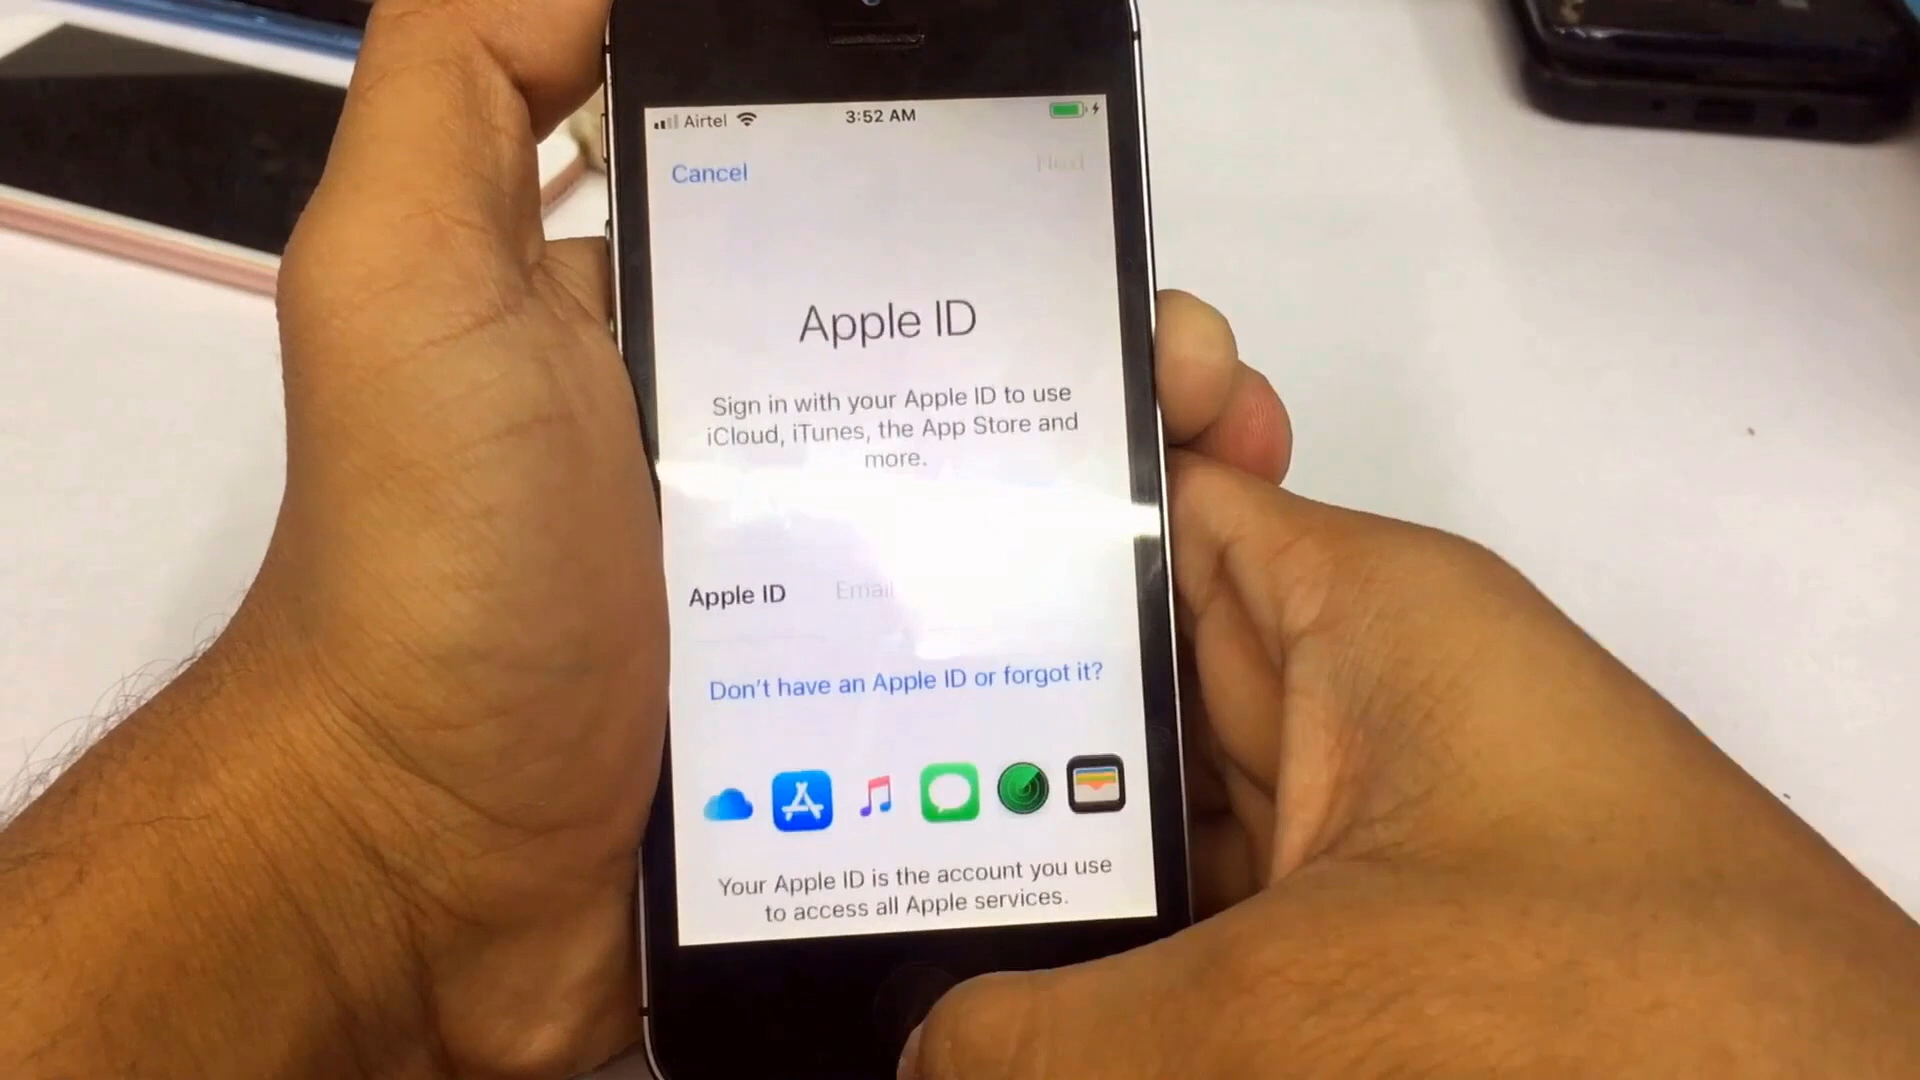 Airtel 3:52 AM
Cancel Next
Apple ID
Sign in with your Apple ID to use
iCloud, iTunes, the App Store and
more.
Apple ID Email
Don't have an Apple ID or forgot it?
Your Apple ID is the account you use
to access all Apple services.